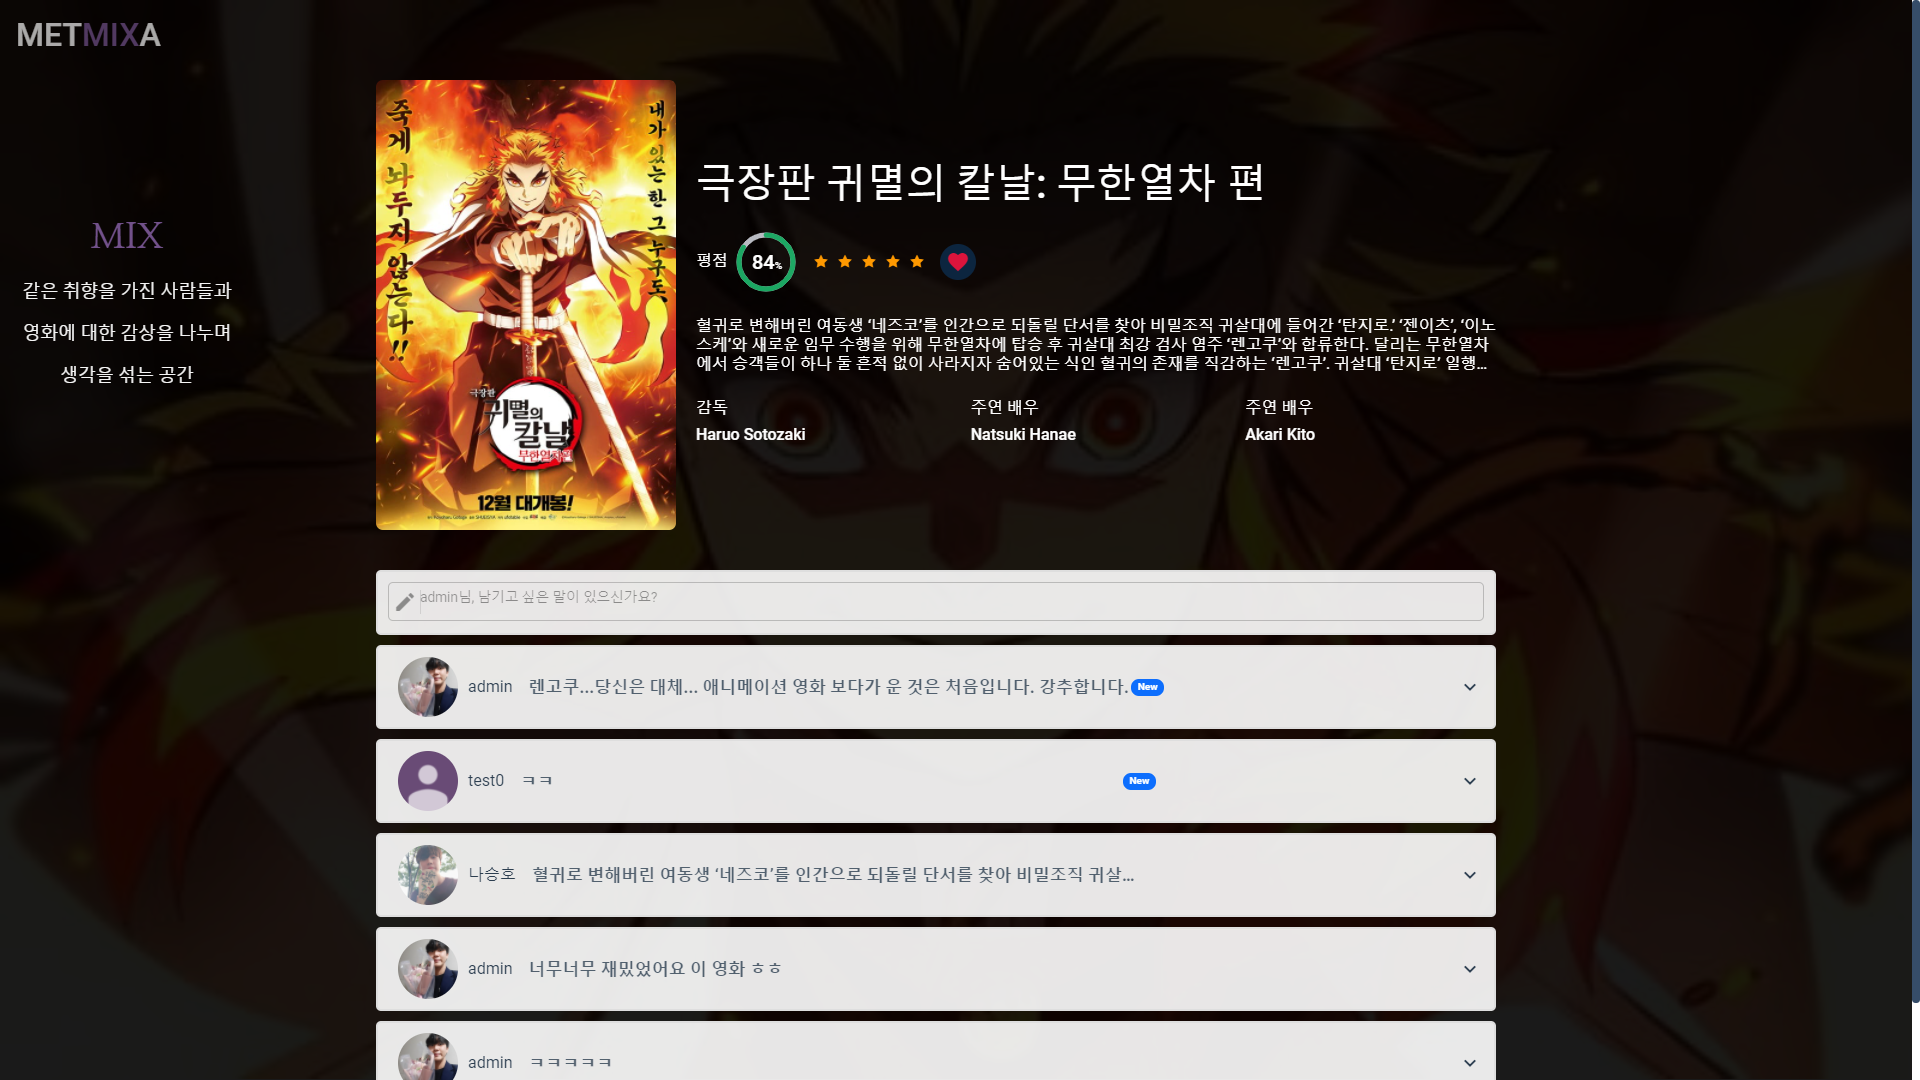 METMIXA
MIX
같은 취향을 가진 사람들과
영화에 대한 감상을 나누며
생각을 섞는 공간
죽게 놔두지 않는다!!
내가 있는 한 그 누구도,
극장판
귀멸의
칼날
무한열차편
12월 대개봉!
극장판 귀멸의 칼날: 무한열차 편
평점 84%
혈귀로 변해버린 여동생 ‘네즈코’를 인간으로 되돌릴 단서를 찾아 비밀조직 귀살대에 들어간 ‘탄지로.’ ‘젠이츠’, ‘이노
스케’와 새로운 임무 수행을 위해 무한열차에 탑승 후 귀살대 최강 검사 염주 ‘렌고쿠’와 합류한다. 달리는 무한열차
에서 승객들이 하나 둘 흔적 없이 사라지자 숨어있는 식인 혈귀의 존재를 직감하는 ‘렌고쿠’. 귀살대 ‘탄지로’ 일행...
감독 주연 배우 주연 배우
Haruo Sotozaki Natsuki Hanae Akari Kito
admin님, 남기고 싶은 말이 있으신가요?
admin 렌고쿠...당신은 대체... 애니메이션 영화 보다가 운 것은 처음입니다. 강추합니다. New
test0 ㅋㅋ New
나승호 혈귀로 변해버린 여동생 ‘네즈코’를 인간으로 되돌릴 단서를 찾아 비밀조직 귀살...
admin 너무너무 재밌었어요 이 영화 ㅎㅎ
admin ㅋㅋㅋㅋㅋ